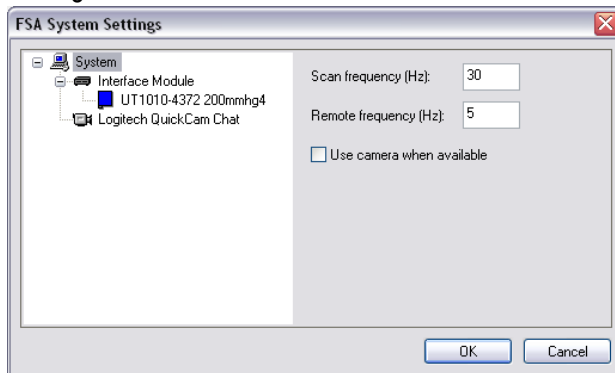 FSA System Settings
System
Interface Module
UT1010-4372 200mmhg4
Logitech QuickCam Chat
Scan frequency (Hz): 30
Remote frequency (Hz): 5
Use camera when available
OK Cancel